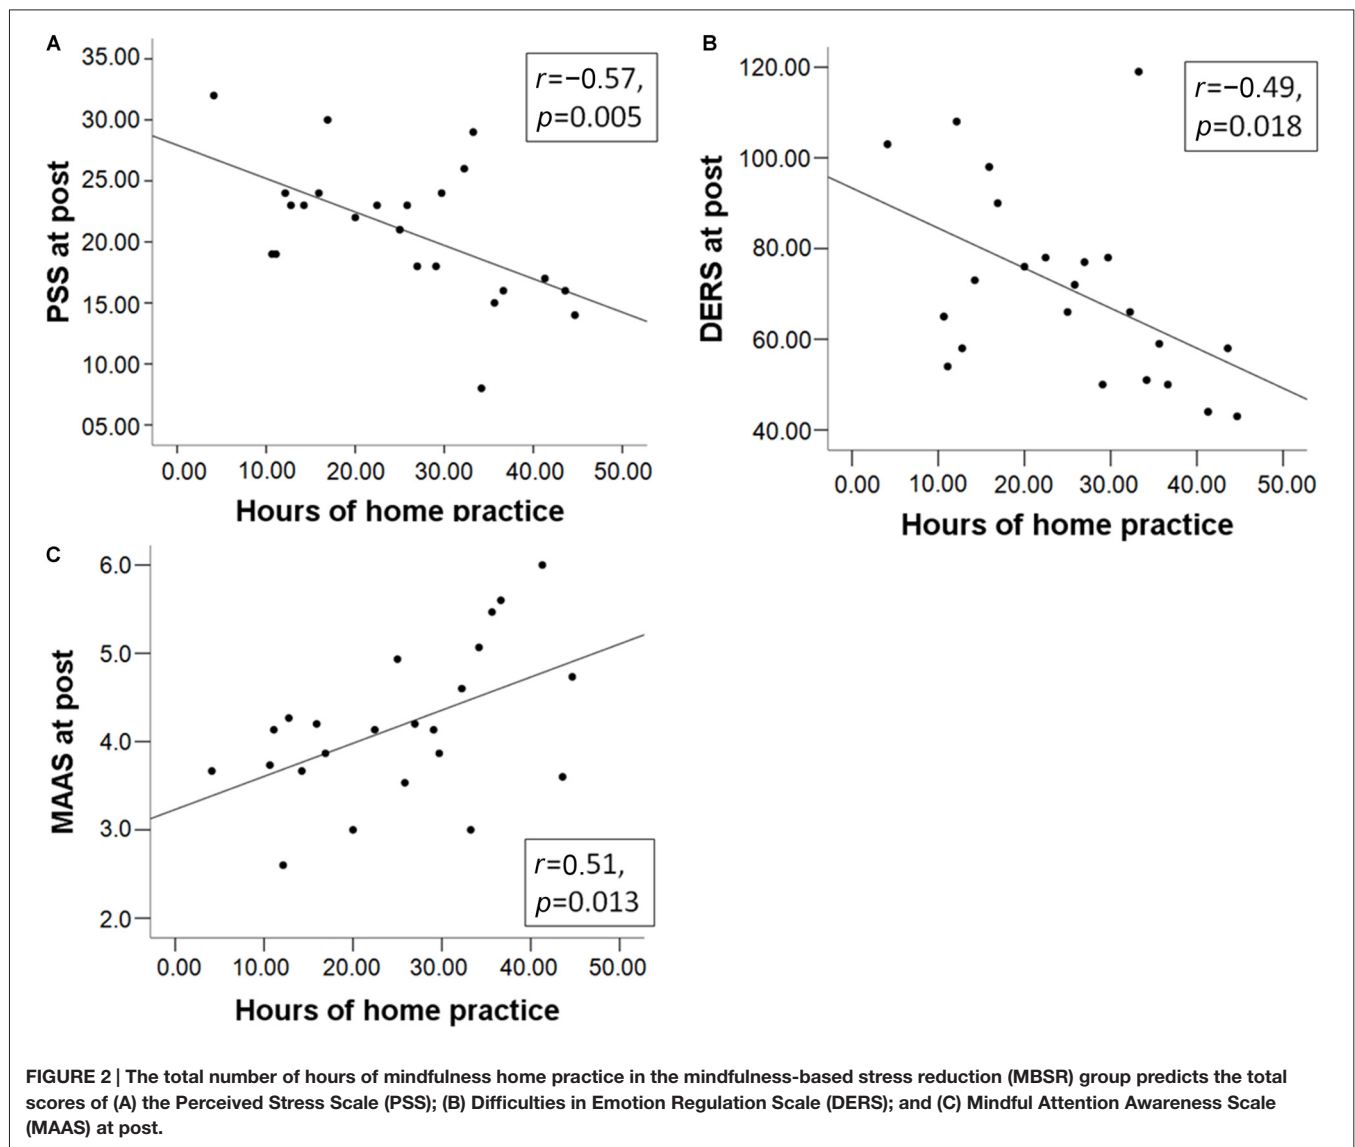 A
35.00
30.00
25.00
20.00
15.00
10.00
05.00
PSS at post
r=−0.57,
p=0.005
0.00 10.00 20.00 30.00 40.00 50.00
Hours of home practice
B
120.00
100.00
80.00
60.00
40.00
DERS at post
r=−0.49,
p=0.018
0.00 10.00 20.00 30.00 40.00 50.00
Hours of home practice
C
6.0
5.0
4.0
3.0
2.0
MAAS at post
r=0.51,
p=0.013
0.00 10.00 20.00 30.00 40.00 50.00
Hours of home practice
FIGURE 2 | The total number of hours of mindfulness home practice in the mindfulness-based stress reduction (MBSR) group predicts the total
scores of (A) the Perceived Stress Scale (PSS); (B) Difficulties in Emotion Regulation Scale (DERS); and (C) Mindful Attention Awareness Scale
(MAAS) at post.